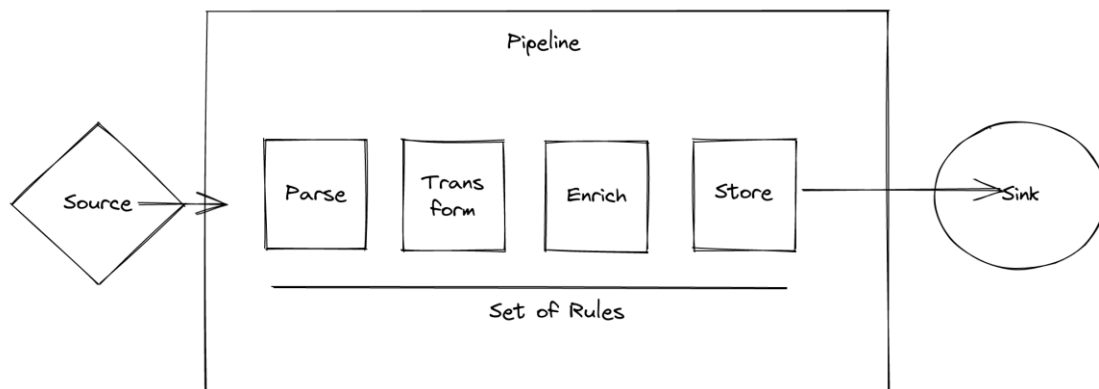 Pipeline
Source
Parse
Trans
form
Enrich
Store
Sink
Set of Rules